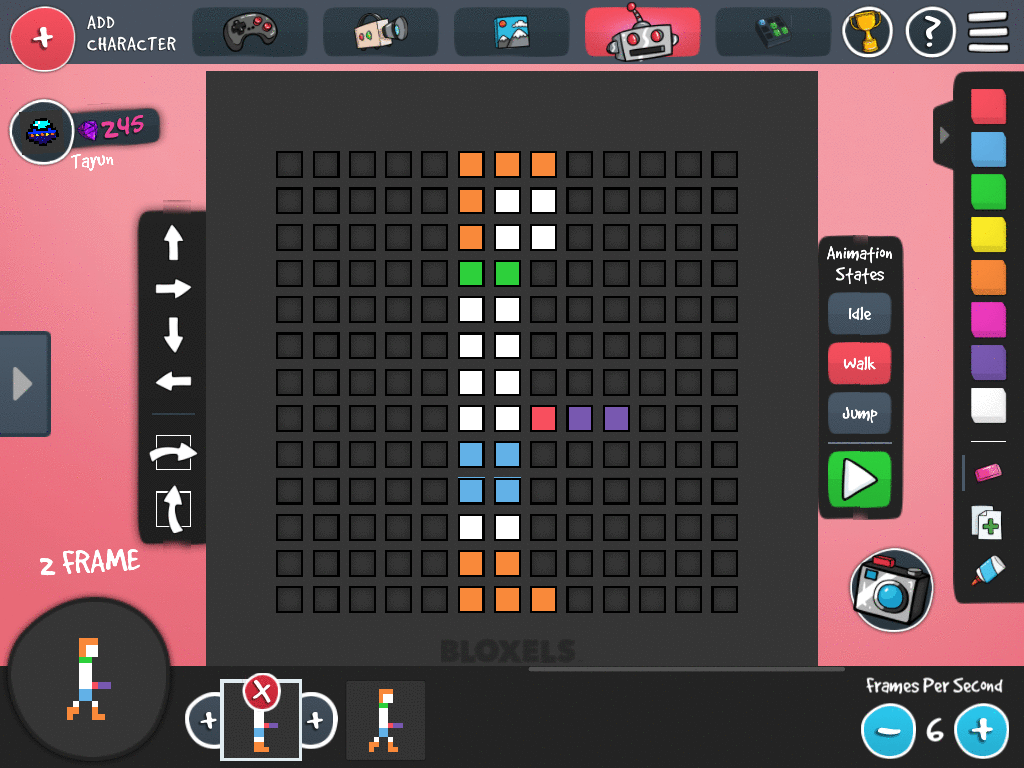 ADD
CHARACTER
245
Tayun
Animation
States
Idle
Walk
Jump
2 FRAME
BLOXELS
Frames Per Second
6